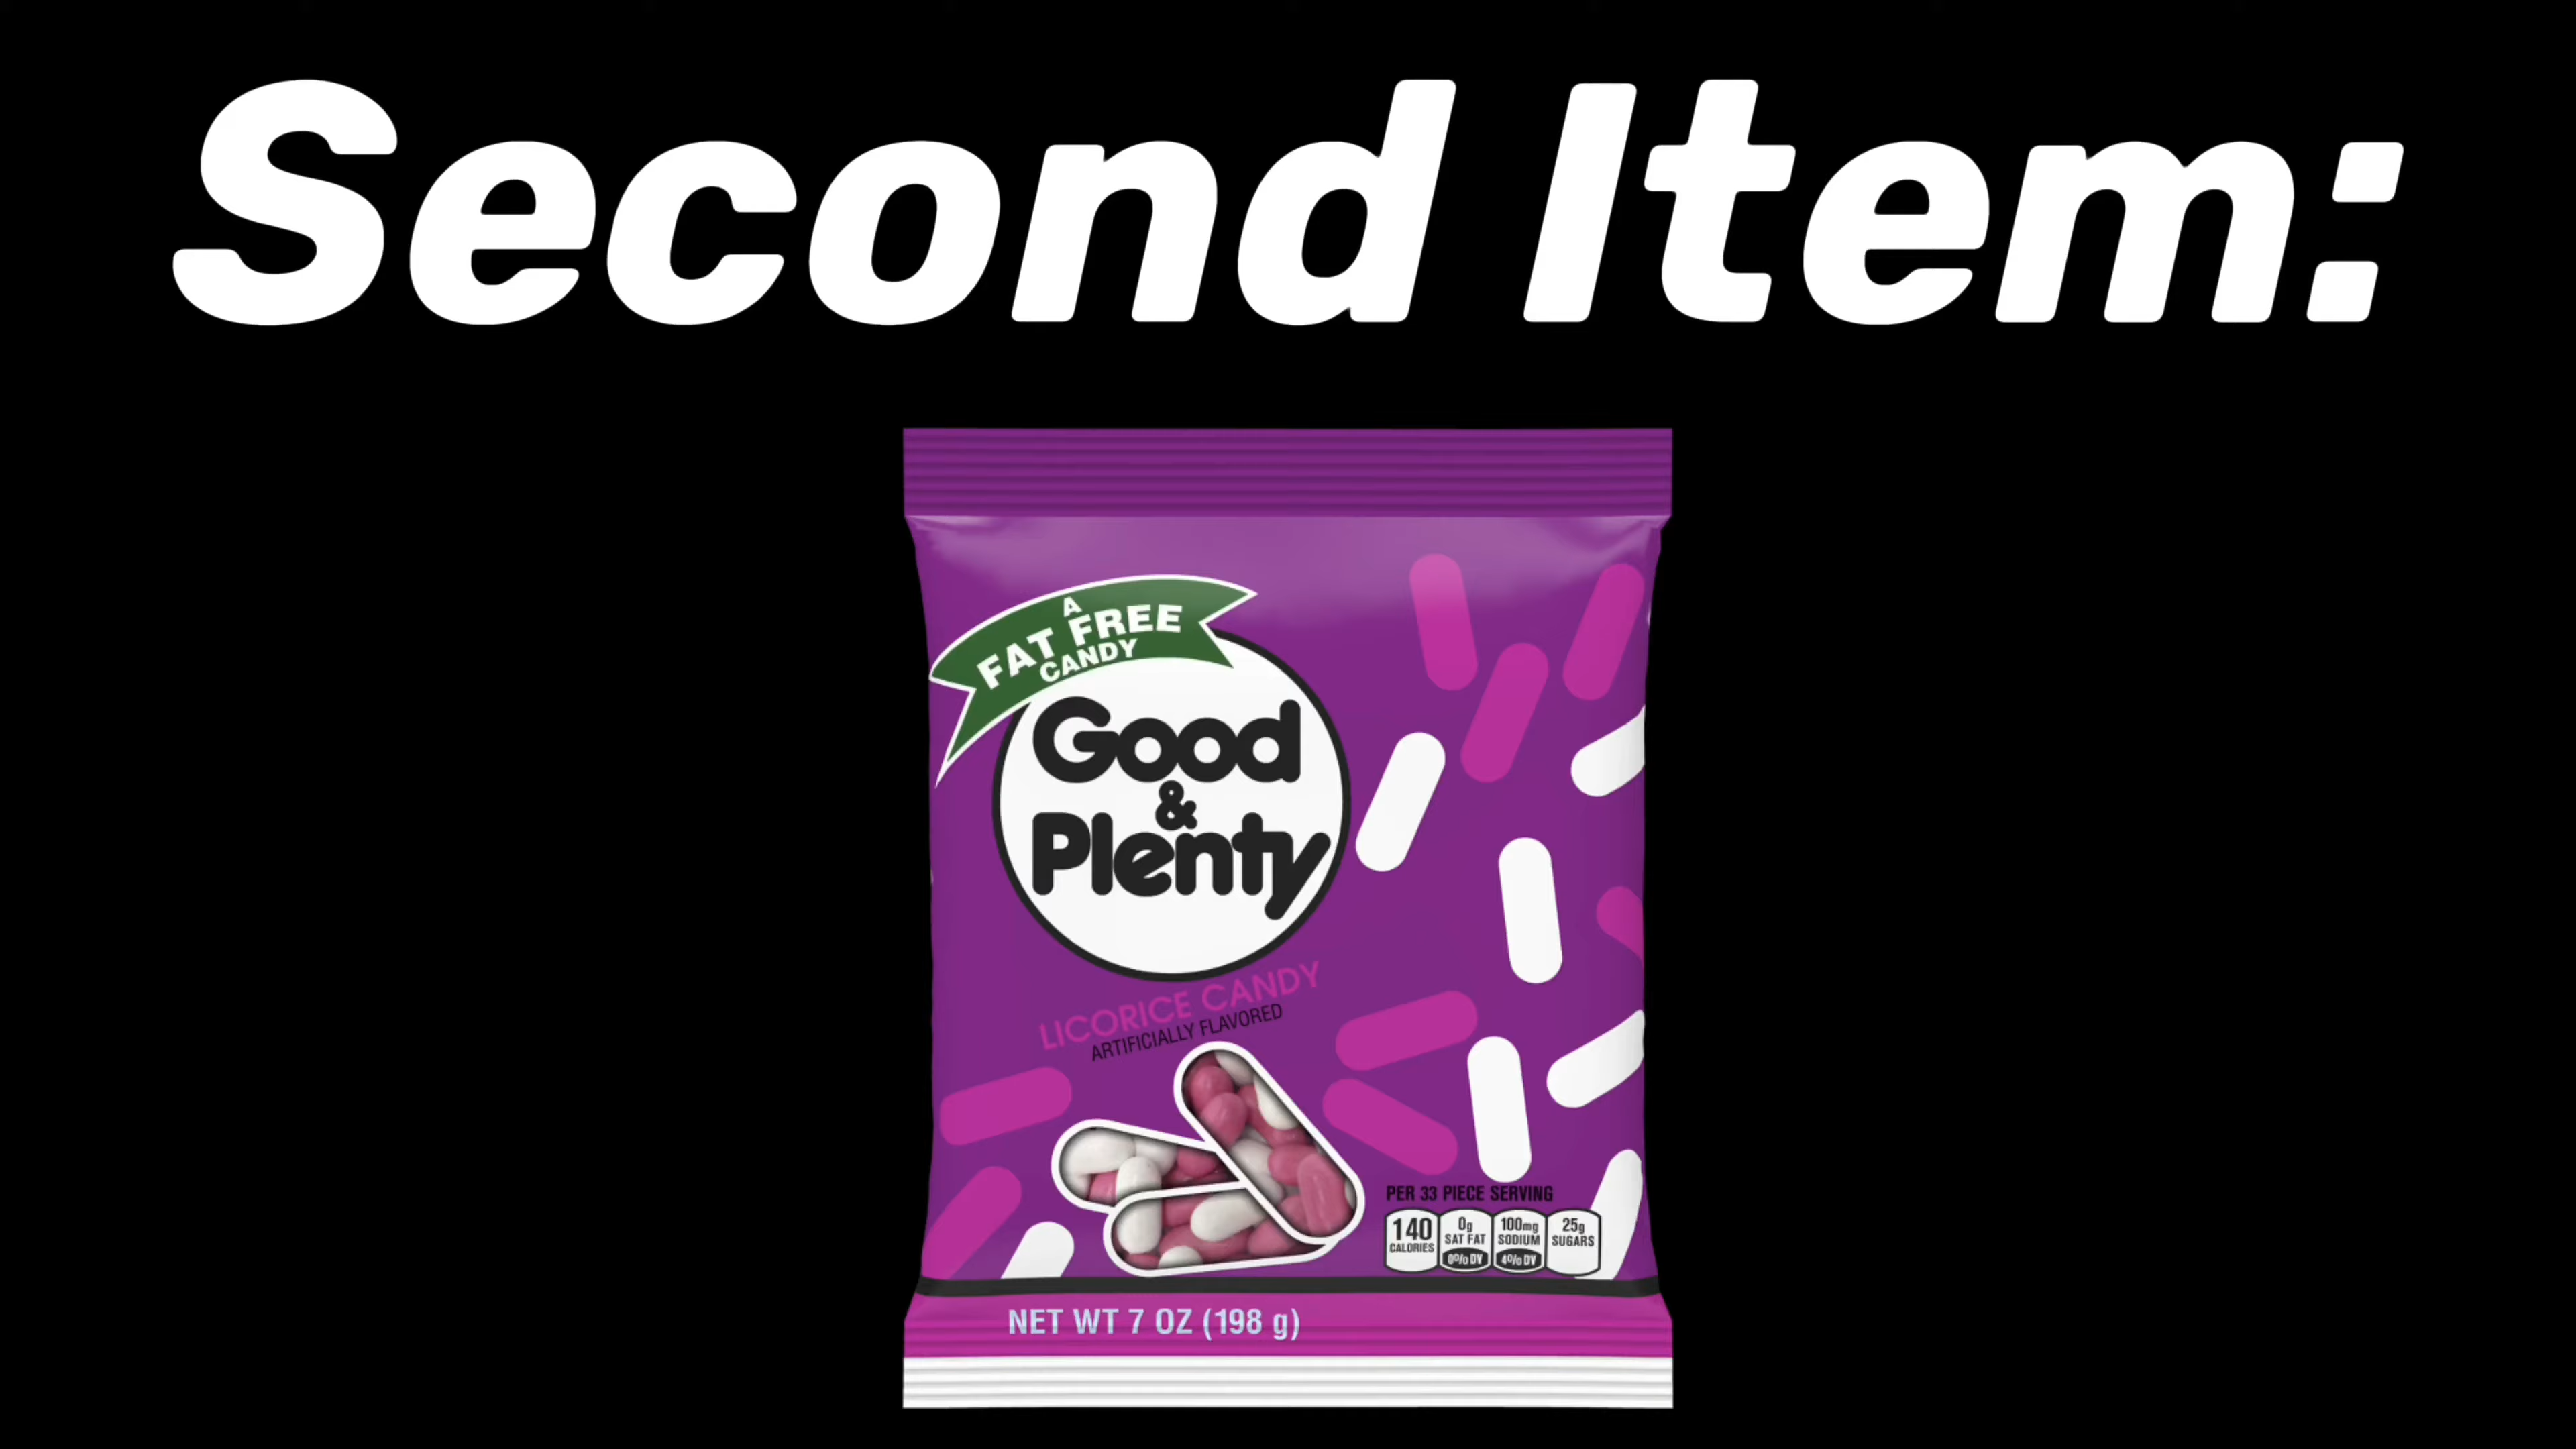 Second Item:
A
FAT FREE
CANDY
Good
&
Plenty
LICORICE CANDY
ARTIFICIALLY FLAVORED
PER 33 PIECE SERVING
140 CALORIES
0g SAT FAT 0% DV
100mg SODIUM 4% DV
25g SUGARS
NET WT 7 OZ (198 g)